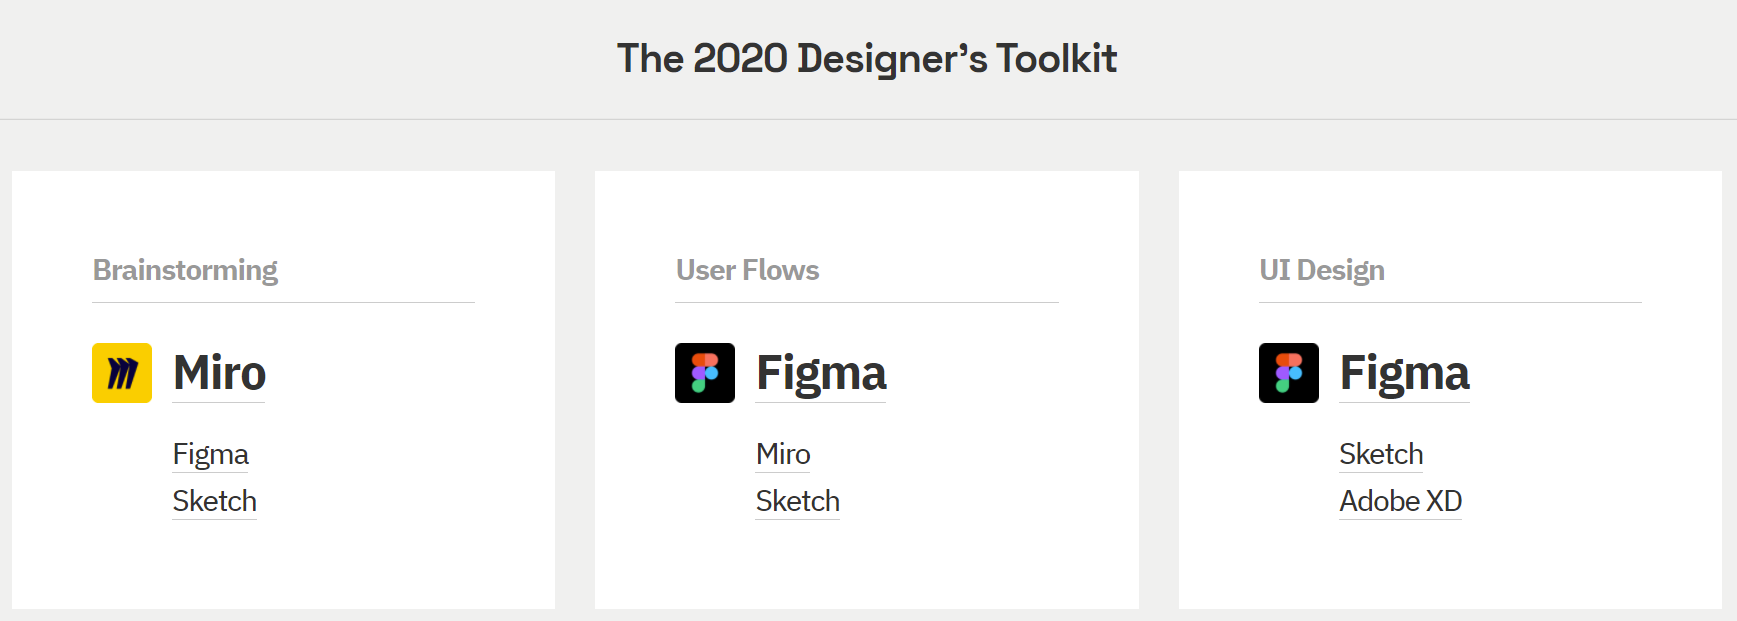 The 2020 Designer’s Toolkit
Brainstorming
Miro
Figma
Sketch
User Flows
Figma
Miro
Sketch
UI Design
Figma
Sketch
Adobe XD